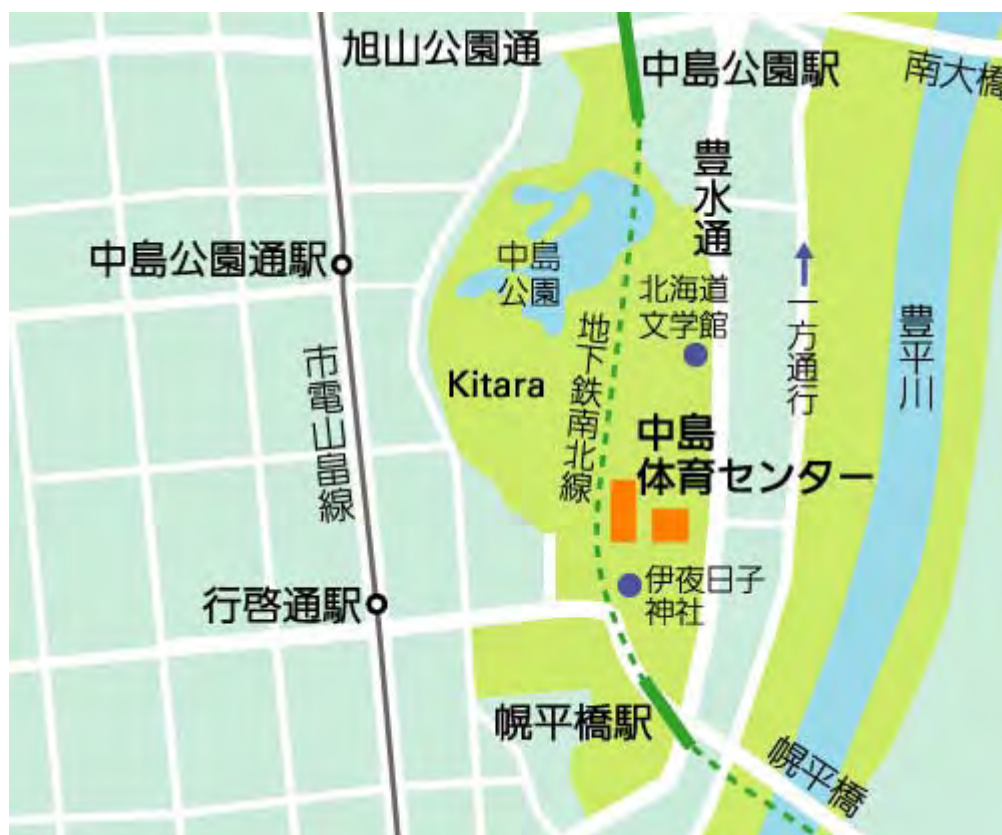 旭山公園通
中島公園駅
南大橋
豊水通
中島公園通駅
中島
公園
北海道
文学館
一方通行
豊平川
地下鉄南北線
市電山畐線
Kitara
中島
体育センター
伊夜日子
神社
行啓通駅
幌平橋駅
幌平橋